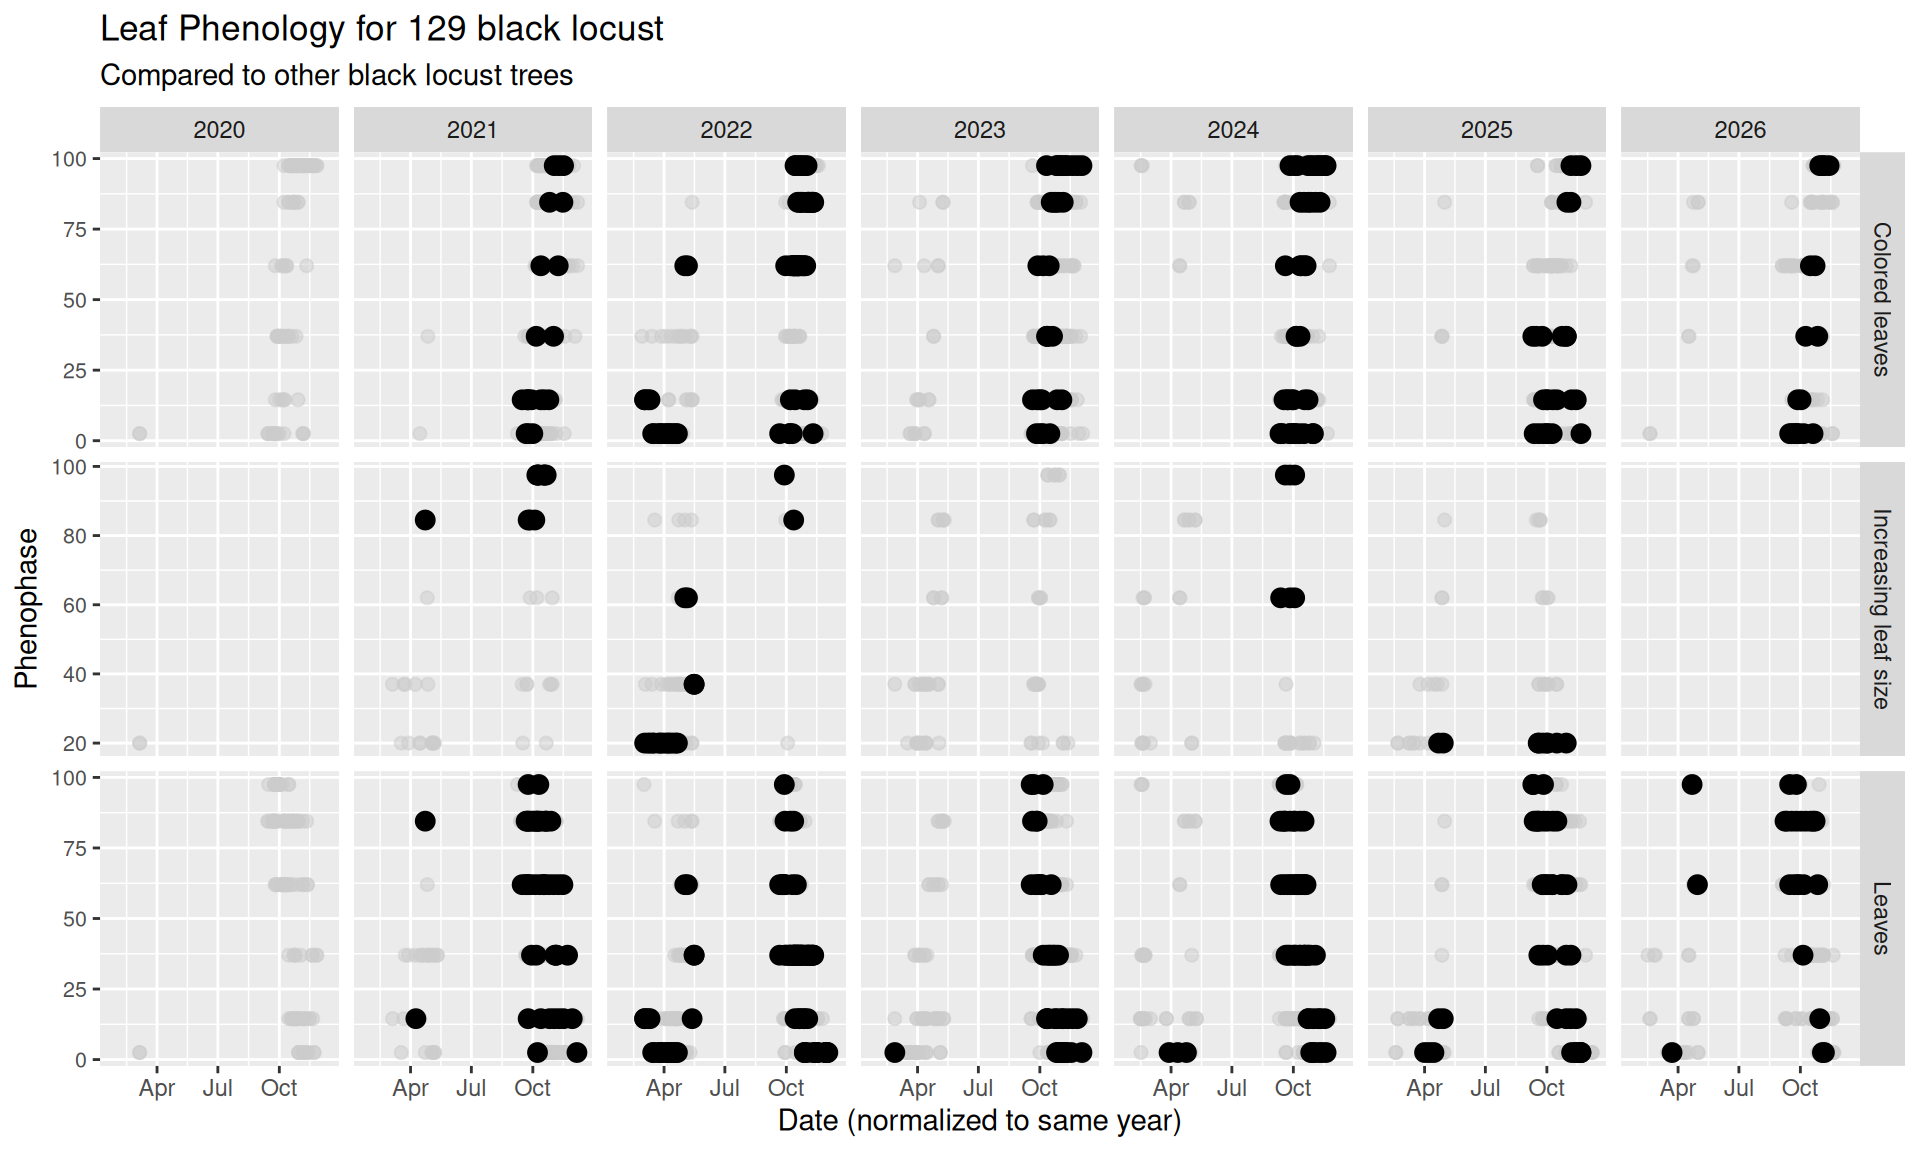 Leaf Phenology for 129 black locust
Compared to other black locust trees
2020 2021 2022 2023 2024 2025 2026
100
75
50
25
0
Colored leaves
100
80
60
40
20
Increasing leaf size
100
75
50
25
0
Leaves
Phenophase
Apr Jul Oct Apr Jul Oct Apr Jul Oct Apr Jul Oct Apr Jul Oct Apr Jul Oct Apr Jul Oct
Date (normalized to same year)